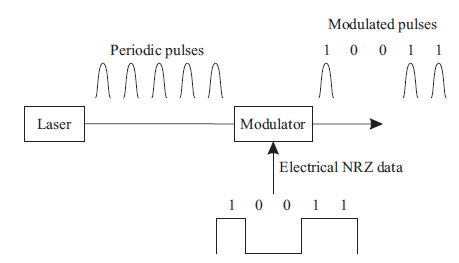 Modulated pulses
Periodic pulses
1 0 0 1 1
Laser
Modulator
Electrical NRZ data
1 0 0 1 1